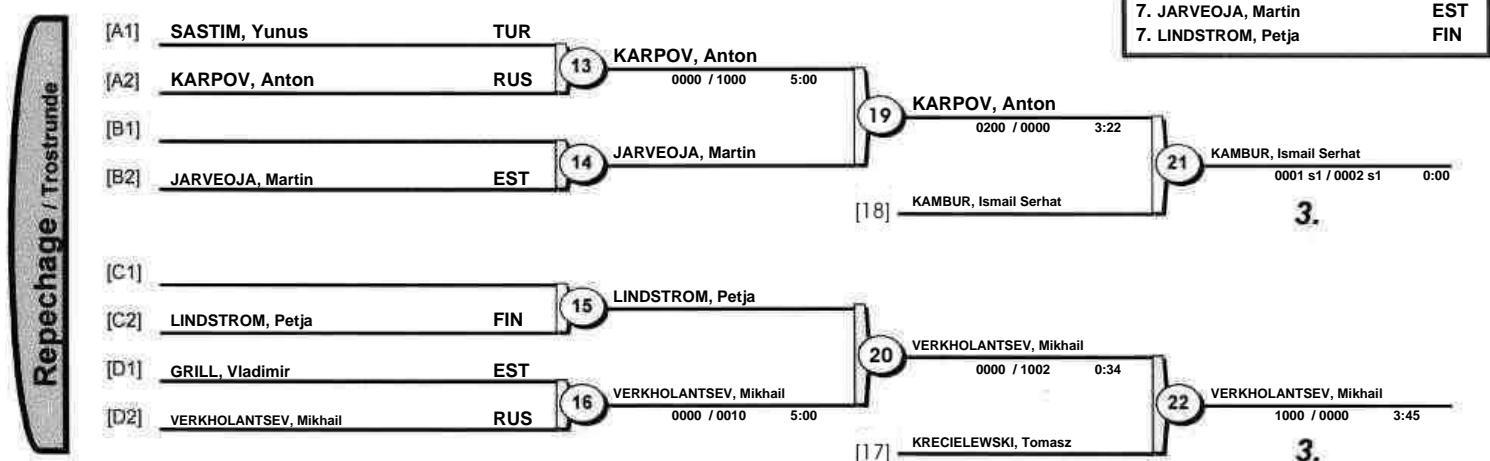 7. JARVEOJA, Martin EST
7. LINDSTROM, Petja FIN
Repechage / Trostrunde
[A1] SASTIM, Yunus TUR
[A2] KARPOV, Anton RUS
13 KARPOV, Anton
0000 / 1000 5:00
[B1]
[B2] JARVEOJA, Martin EST
14 JARVEOJA, Martin
19 KARPOV, Anton
0200 / 0000 3:22
[18] KAMBUR, Ismail Serhat
21 KAMBUR, Ismail Serhat
0001 s1 / 0002 s1 0:00
3.
[C1]
[C2] LINDSTROM, Petja FIN
15 LINDSTROM, Petja
[D1] GRILL, Vladimir EST
[D2] VERKHOLANTSEV, Mikhail RUS
16 VERKHOLANTSEV, Mikhail
0000 / 0010 5:00
20 VERKHOLANTSEV, Mikhail
0000 / 1002 0:34
[17] KRECIELEWSKI, Tomasz
22 VERKHOLANTSEV, Mikhail
1000 / 0000 3:45
3.